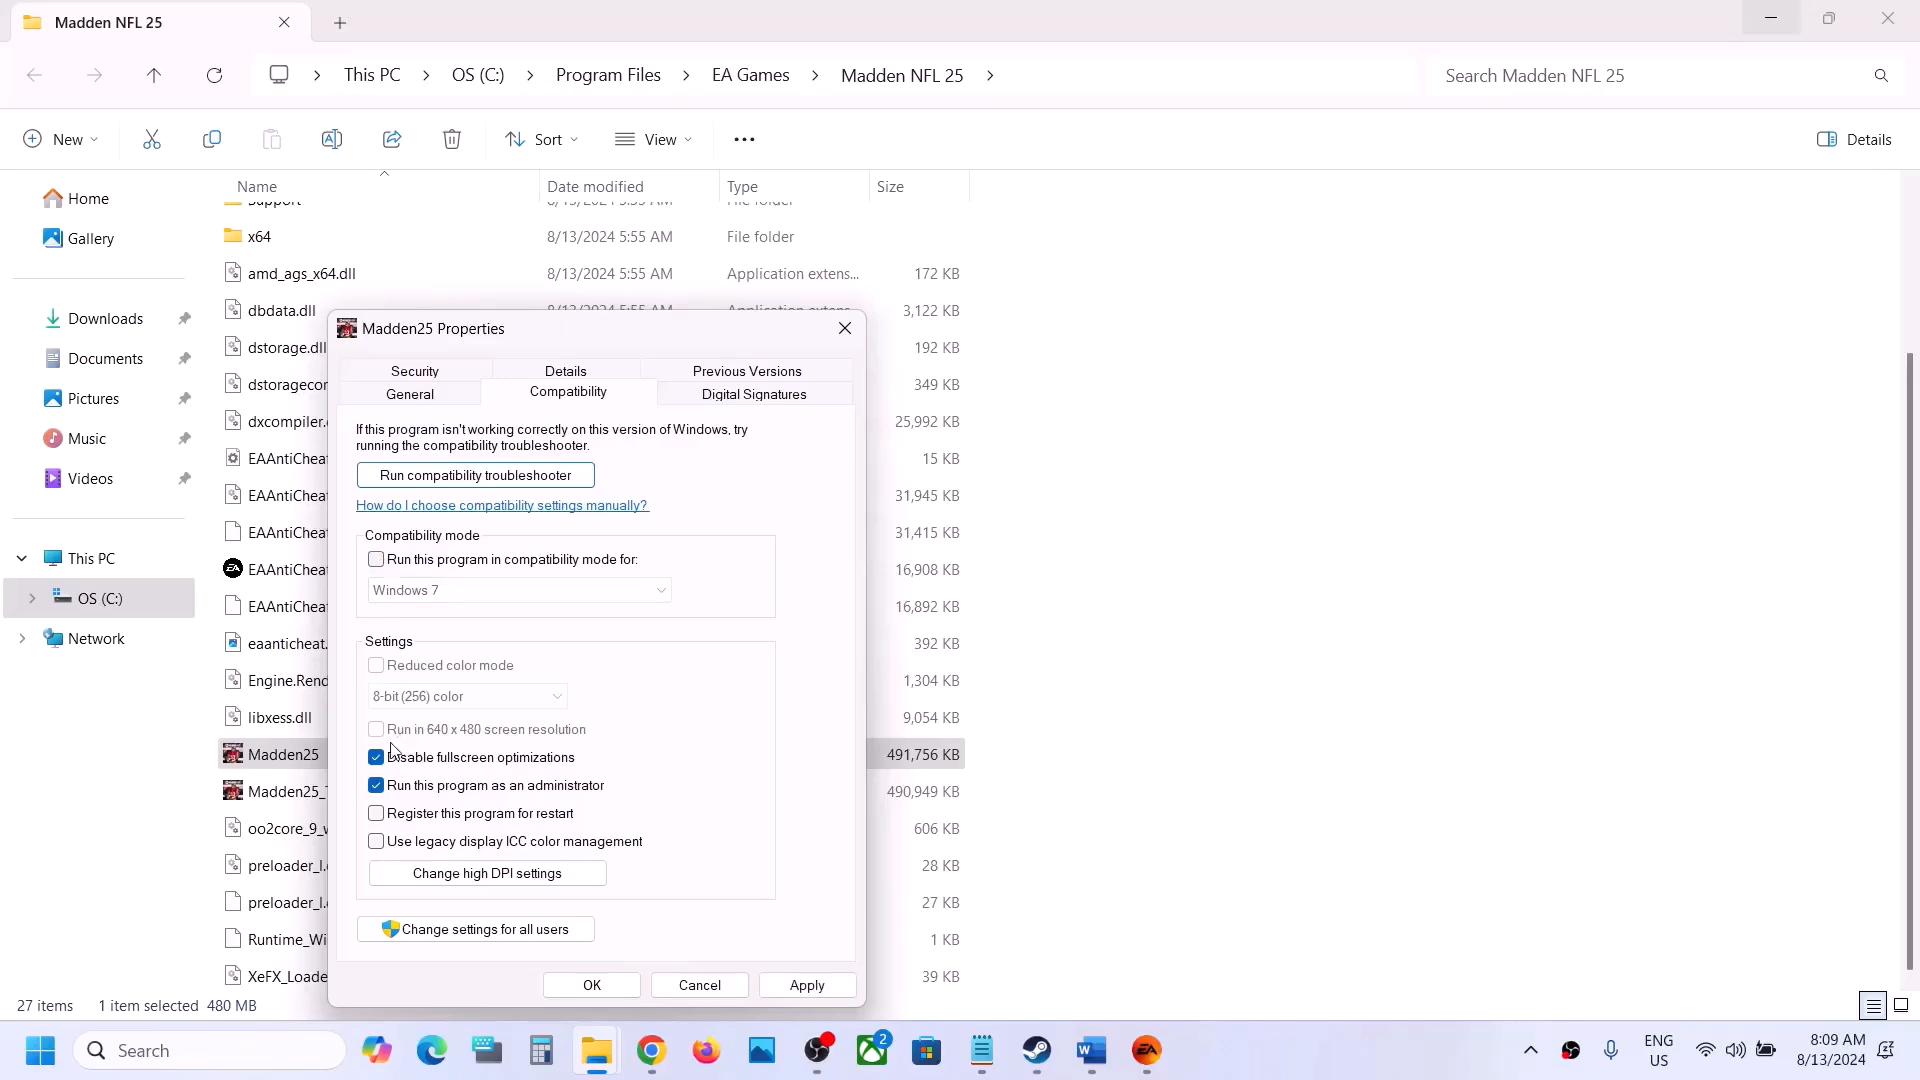 Madden NFL 25
This PC
OS (C:)
Program Files
EA Games
Madden NFL 25
Search Madden NFL 25
New
Sort
View
Details
Name
Date modified
Type
Size
Home
Gallery
Downloads
Documents
Pictures
Music
Videos
This PC
OS (C:)
Network
x64 8/13/2024 5:55 AM File folder
amd_ags_x64.dll 8/13/2024 5:55 AM Application extens... 172 KB
dbdata.dll 3,122 KB
dstorage.dll 192 KB
349 KB
25,992 KB
15 KB
31,945 KB
31,415 KB
16,908 KB
16,892 KB
eaanticheat. 392 KB
1,304 KB
libxess.dll 9,054 KB
Madden25 491,756 KB
490,949 KB
606 KB
28 KB
27 KB
1 KB
39 KB
Madden25 Properties
Security
Details
Previous Versions
General
Compatibility
Digital Signatures
If this program isn't working correctly on this version of Windows, try
running the compatibility troubleshooter.
Run compatibility troubleshooter
How do I choose compatibility settings manually?
Compatibility mode
Run this program in compatibility mode for:
Windows 7
Settings
Reduced color mode
8-bit (256) color
Run in 640 x 480 screen resolution
Disable fullscreen optimizations
Run this program as an administrator
Register this program for restart
Use legacy display ICC color management
Change high DPI settings
Change settings for all users
OK
Cancel
Apply
27 items
1 item selected 480 MB
Search
2
EA
ENG
US
8:09 AM
8/13/2024